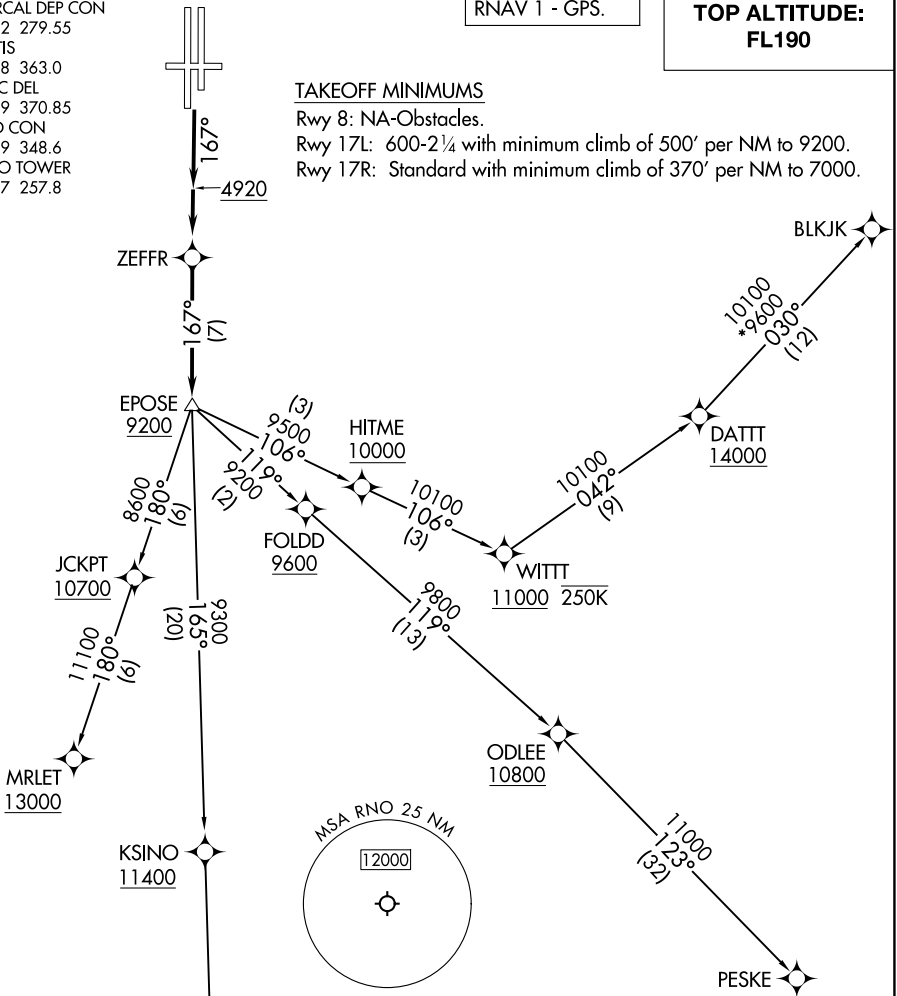 RCAL DEP CON
2 279.55
TIS
8 363.0
C DEL
9 370.85
D CON
9 348.6
O TOWER
7 257.8
RNAV 1 - GPS.
TOP ALTITUDE:
FL190
TAKEOFF MINIMUMS
Rwy 8: NA-Obstacles.
Rwy 17L: 600-2¼ with minimum climb of 500' per NM to 9200.
Rwy 17R: Standard with minimum climb of 370' per NM to 7000.
167°
4920
ZEFFR
167°
(7)
EPOSE
9200
(3)
9500
106°
HITME
10000
119°
9200
(2)
FOLDD
9600
10100
106°
(3)
WITTT
11000 250K
10100
042°
(9)
DATTT
14000
10100
*9600
030°
(12)
BLKJK
8600
180°
(6)
JCKPT
10700
11100
180°
(6)
MRLET
13000
9300
165°
(20)
KSINO
11400
9800
119°
(13)
ODLEE
10800
11000
123°
(32)
PESKE
MSA RNO 25 NM
12000